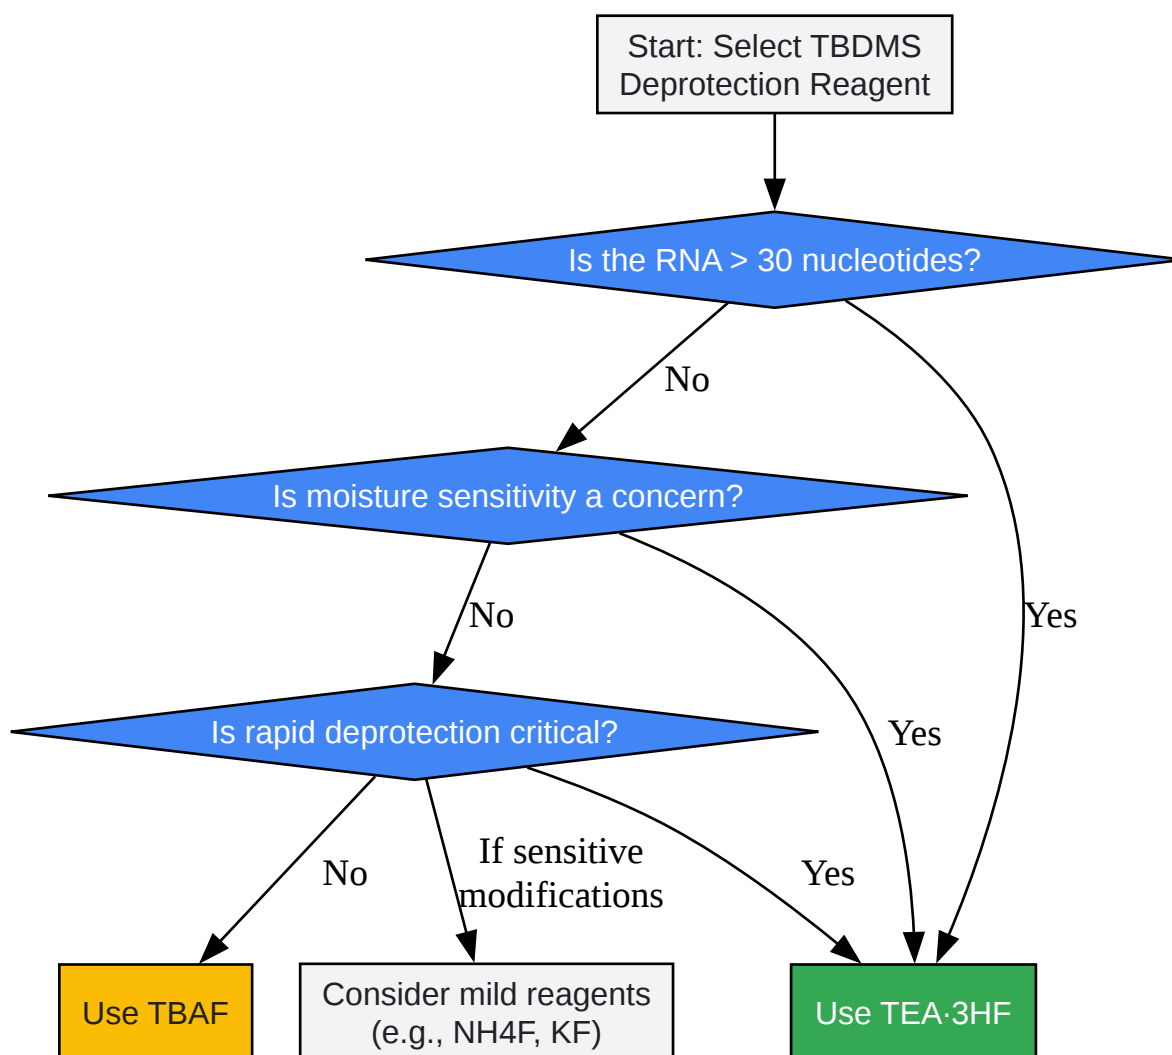 Start: Select TBDMS
Deprotection Reagent
Is the RNA > 30 nucleotides?
No
Is moisture sensitivity a concern?
No
Yes
Is rapid deprotection critical?
Yes
No
If sensitive
modifications
Yes
Use TBAF
Consider mild reagents
(e.g., NH4F, KF)
Use TEA·3HF